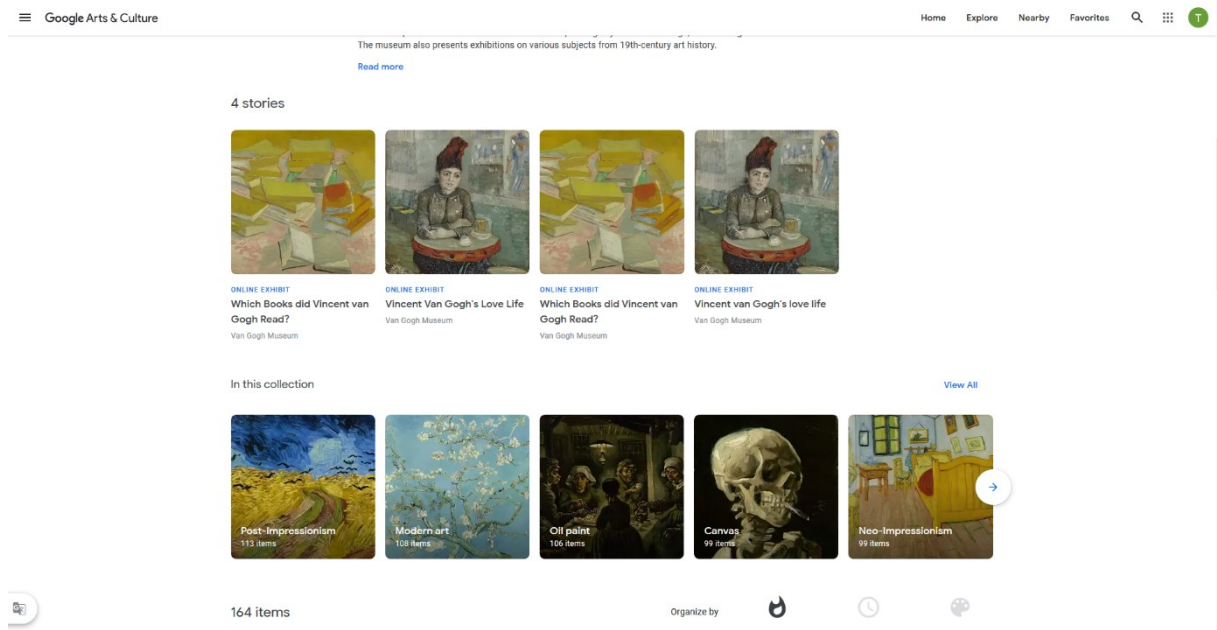 Google Arts & Culture
Home Explore Nearby Favorites T
The museum also presents exhibitions on various subjects from 19th-century art history.
Read more
4 stories
ONLINE EXHIBIT
Which Books did Vincent van
Gogh Read?
Van Gogh Museum
ONLINE EXHIBIT
Vincent Van Gogh's Love Life
Van Gogh Museum
ONLINE EXHIBIT
Which Books did Vincent van
Gogh Read?
Van Gogh Museum
ONLINE EXHIBIT
Vincent van Gogh's love life
Van Gogh Museum
In this collection
View All
Post-Impressionism
113 items
Modern art
108 items
Oil paint
106 items
Canvas
99 items
Neo-Impressionism
99 items
164 items
Organize by